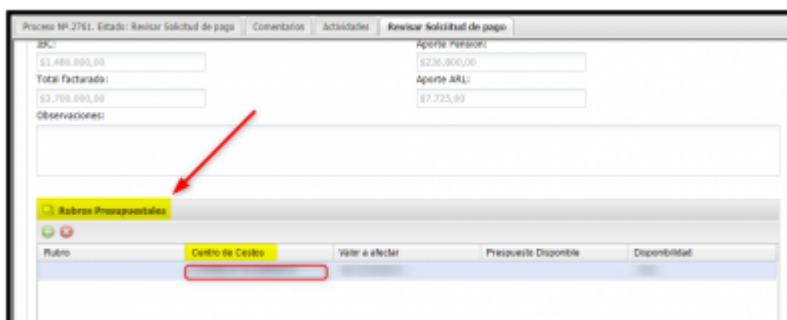 Process Nº.2761. Estado: Revisar Solicitud de pago Comentarios Actividades Revisar Solicitud de pago
IBC: Aporte Pension:
$1.480.000,00 $236.800,00
Total facturado: Aporte ARL:
$3.700.000,00 $7.725,00
Observaciones:
Rubros Presupuestales
Rubro Centro de Costos Valor a afectar Presupuesto Disponible Disponibilidad